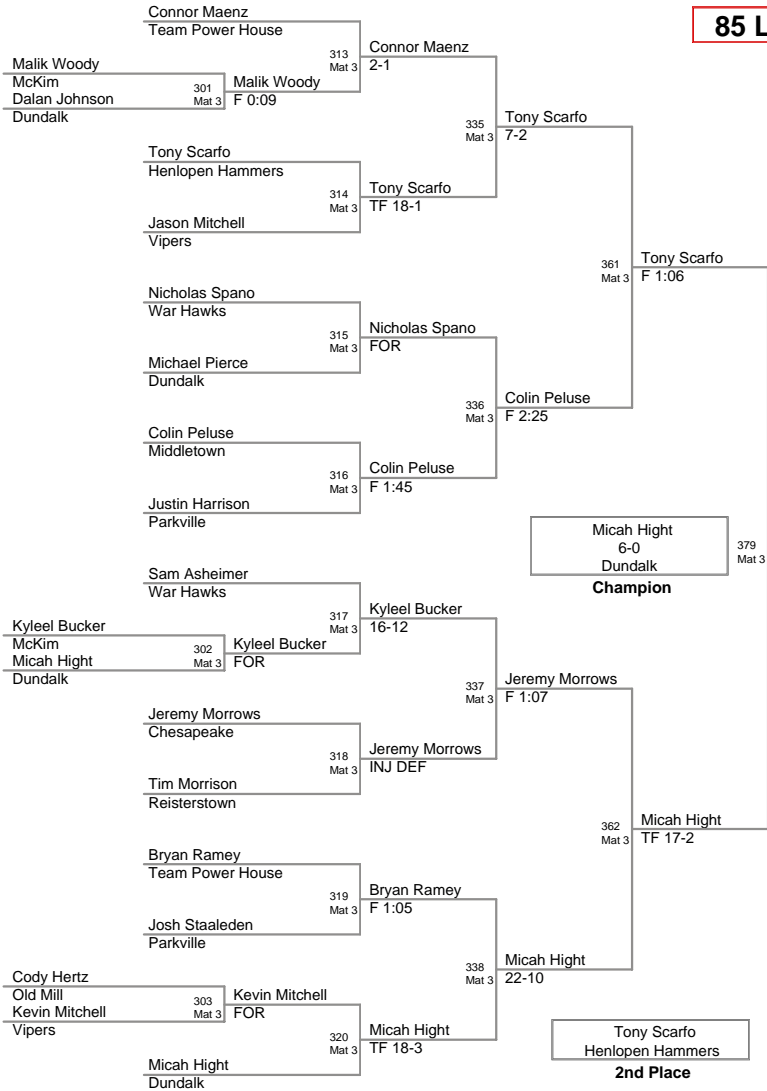 Connor Maenz
Team Power House
85 L
313
Mat 3
Connor Maenz
2-1
Malik Woody
McKim
Dalan Johnson
Dundalk
301
Mat 3
Malik Woody
F 0:09
335
Mat 3
Tony Scarfo
7-2
Tony Scarfo
Henlopen Hammers
314
Mat 3
Tony Scarfo
TF 18-1
Jason Mitchell
Vipers
361
Mat 3
Tony Scarfo
F 1:06
Nicholas Spano
War Hawks
315
Mat 3
Nicholas Spano
FOR
Michael Pierce
Dundalk
336
Mat 3
Colin Peluse
F 2:25
Colin Peluse
Middletown
316
Mat 3
Colin Peluse
F 1:45
Justin Harrison
Parkville
Micah Hight
6-0
Dundalk
Champion
379
Mat 3
Sam Asheimer
War Hawks
317
Mat 3
Kyleel Bucker
16-12
Kyleel Bucker
McKim
Micah Hight
Dundalk
302
Mat 3
Kyleel Bucker
FOR
337
Mat 3
Jeremy Morrows
F 1:07
Jeremy Morrows
Chesapeake
318
Mat 3
Jeremy Morrows
INJ DEF
Tim Morrison
Reisterstown
362
Mat 3
Micah Hight
TF 17-2
Bryan Ramey
Team Power House
319
Mat 3
Bryan Ramey
F 1:05
Josh Staaleden
Parkville
338
Mat 3
Micah Hight
22-10
Cody Hertz
Old Mill
Kevin Mitchell
Vipers
303
Mat 3
Kevin Mitchell
FOR
320
Mat 3
Micah Hight
TF 18-3
Micah Hight
Dundalk
Tony Scarfo
Henlopen Hammers
2nd Place